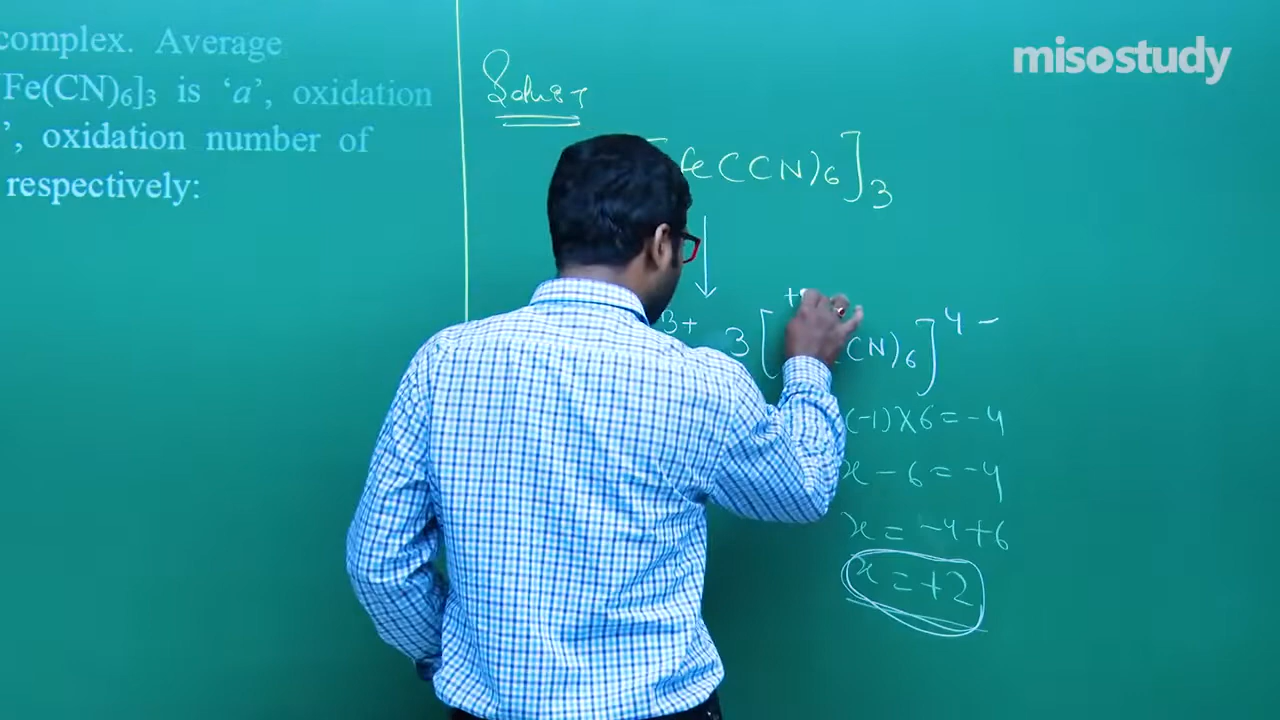 complex. Average
[Fe(CN)6]3 is ‘a’, oxidation
’, oxidation number of
respectively:
misostudy
Fe(CN)6]3
3+ 3[ CN)6]4-
+
(-1)×6=-4
x-6=-4
x=-4+6
x=+2